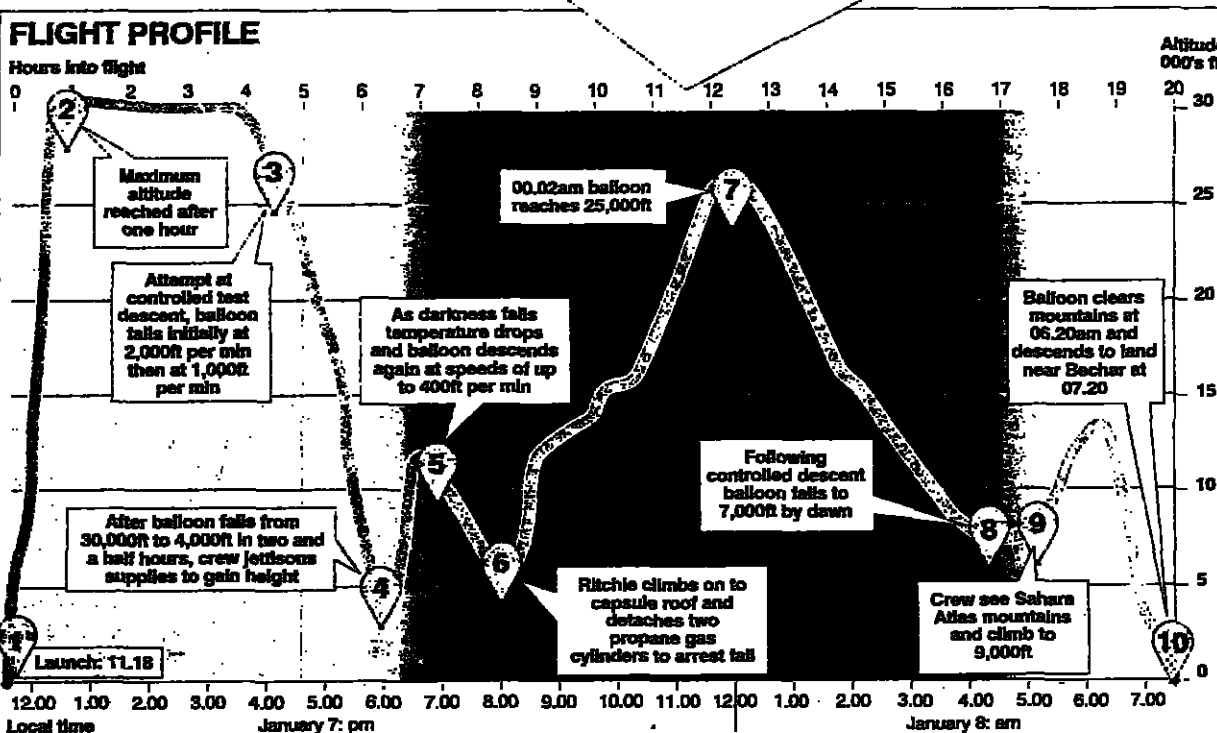 FLIGHT PROFILE
Hours into flight
Altitude
000's ft
0 1 2 3 4 5 6 7 8 9 10 11 12 13 14 15 16 17 18 19 20
30
2
3
Maximum
altitude
reached after
one hour
00.02am balloon
reaches 25,000ft
7
25
Attempt at
controlled test
descent, balloon
falls initially at
2,000ft per min
then at 1,000ft
per min
As darkness falls
temperature drops
and balloon descends
again at speeds of up
to 400ft per min
Balloon clears
mountains at
06.20am and
descends to land
near Bechar at
07.20
20
15
5
Following
controlled descent
balloon falls to
7,000ft by dawn
10
After balloon falls from
30,000ft to 4,000ft in two and
a half hours, crew jettisons
supplies to gain height
8
9
6
Ritchie climbs on to
capsule roof and
detaches two
propane gas
cylinders to arrest fall
Crew see Sahara
Atlas mountains
and climb to
9,000ft
5
10
Launch: 11.18
0
12.00 1.00 2.00 3.00 4.00 5.00 6.00 7.00 8.00 9.00 10.00 11.00 12.00 1.00 2.00 3.00 4.00 5.00 6.00 7.00
Local time
January 7: pm
January 8: am